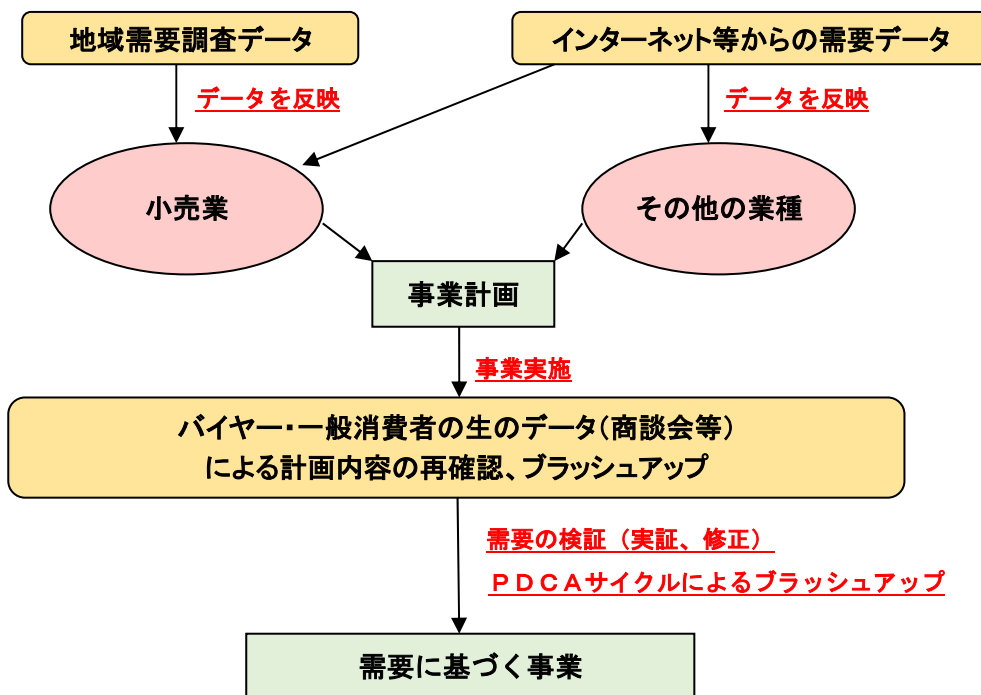 地域需要調査データ
インターネット等からの需要データ
データを反映
データを反映
小売業
その他の業種
事業計画
事業実施
バイヤー・一般消費者の生のデータ（商談会等）
による計画内容の再確認、ブラッシュアップ
需要の検証（実証、修正）
ＰＤＣＡサイクルによるブラッシュアップ
需要に基づく事業